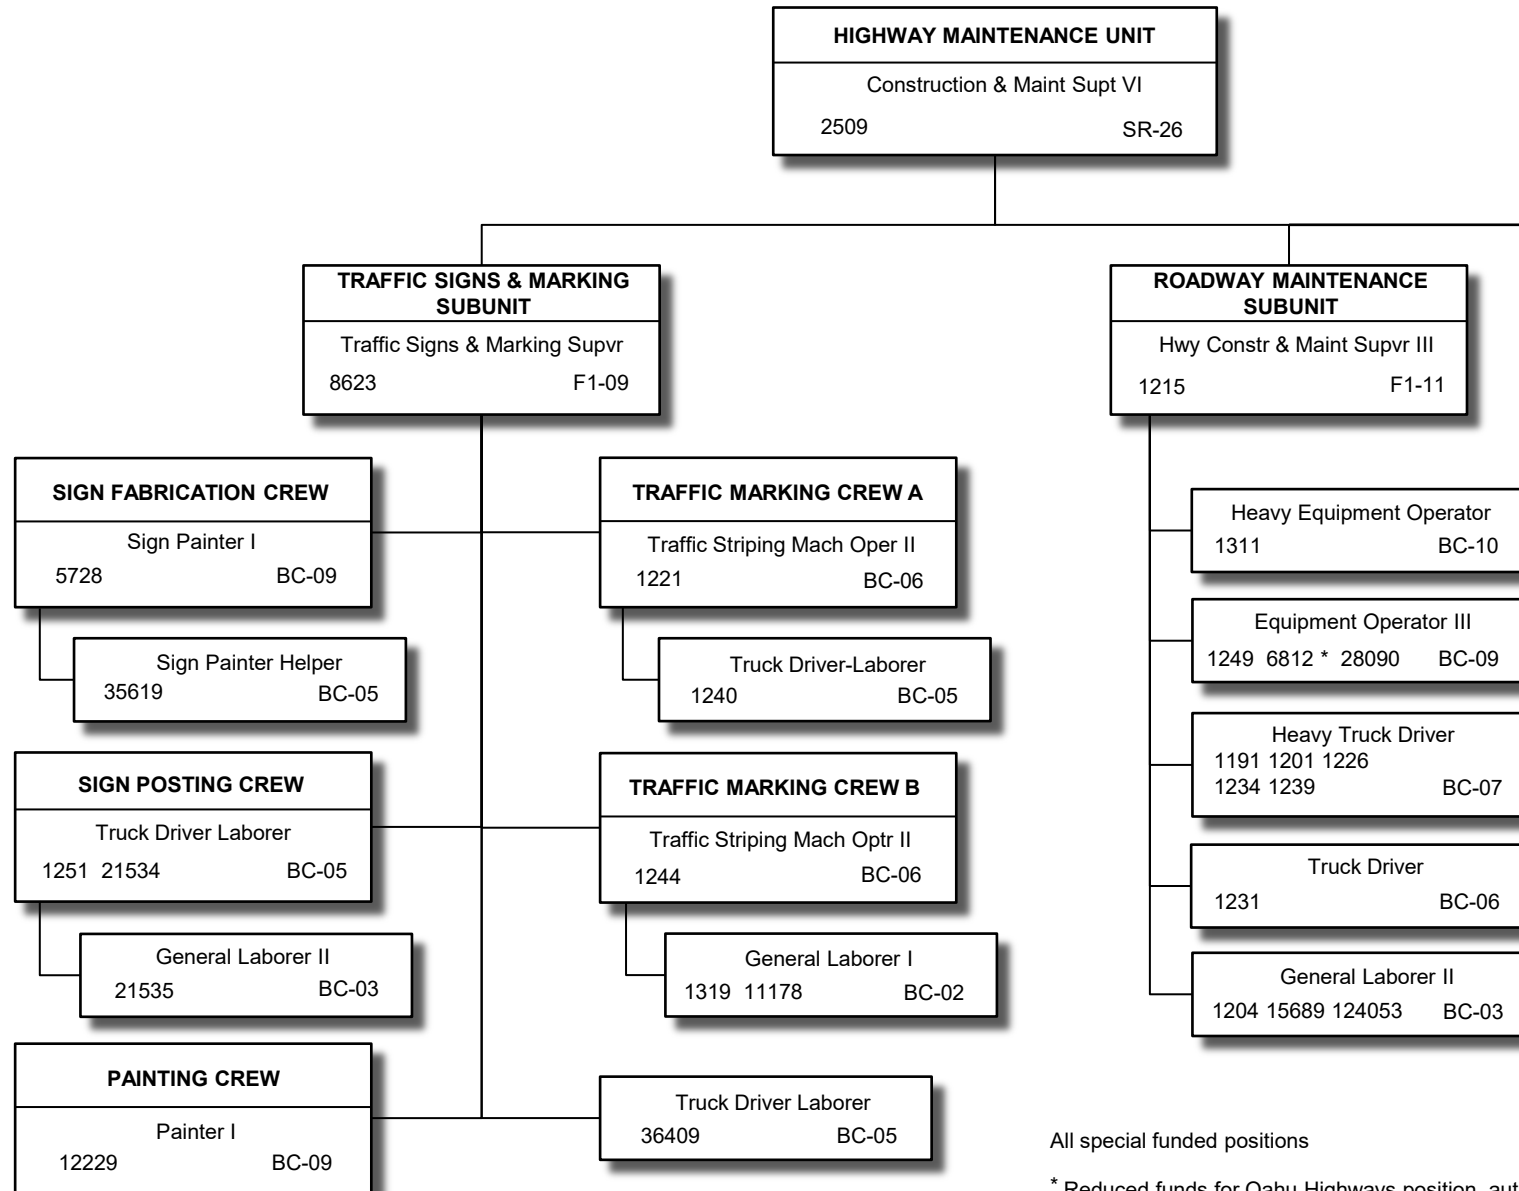 HIGHWAY MAINTENANCE UNIT
Construction & Maint Supt VI
2509 SR-26
TRAFFIC SIGNS & MARKING
SUBUNIT
Traffic Signs & Marking Supvr
8623 F1-09
ROADWAY MAINTENANCE
SUBUNIT
Hwy Constr & Maint Supvr III
1215 F1-11
SIGN FABRICATION CREW
Sign Painter I
5728 BC-09
Sign Painter Helper
35619 BC-05
SIGN POSTING CREW
Truck Driver Laborer
1251 21534 BC-05
General Laborer II
21535 BC-03
PAINTING CREW
Painter I
12229 BC-09
TRAFFIC MARKING CREW A
Traffic Striping Mach Oper II
1221 BC-06
Truck Driver-Laborer
1240 BC-05
TRAFFIC MARKING CREW B
Traffic Striping Mach Optr II
1244 BC-06
General Laborer I
1319 11178 BC-02
Truck Driver Laborer
36409 BC-05
Heavy Equipment Operator
1311 BC-10
Equipment Operator III
1249 6812 * 28090 BC-09
Heavy Truck Driver
1191 1201 1226
1234 1239 BC-07
Truck Driver
1231 BC-06
General Laborer II
1204 15689 124053 BC-03
All special funded positions
* Reduced funds for Oahu Highways position, aut